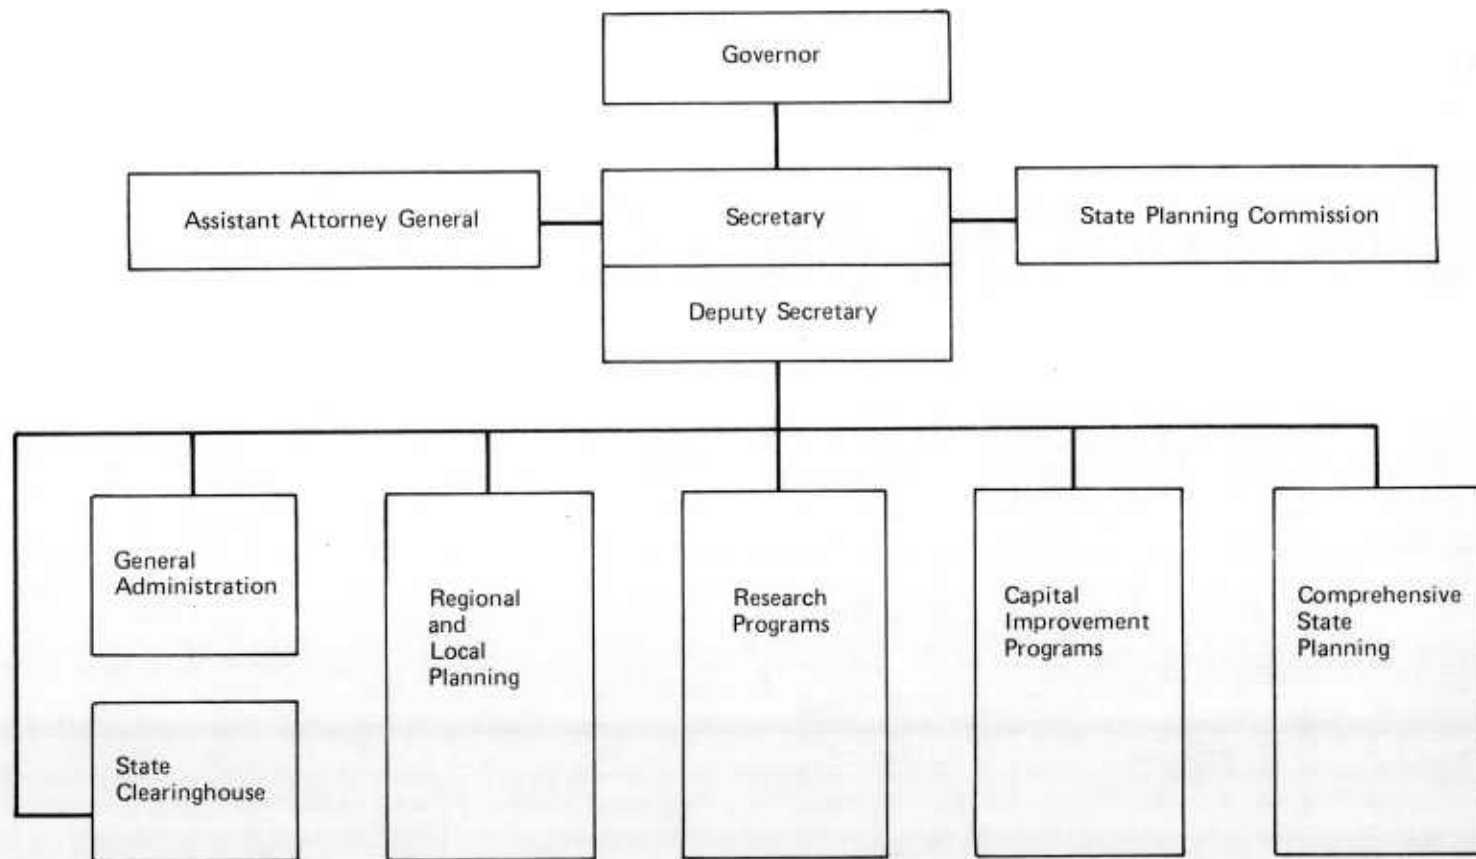 Governor
Assistant Attorney General
Secretary
State Planning Commission
Deputy Secretary
General
Administration
Regional
and
Local
Planning
Research
Programs
Capital
Improvement
Programs
Comprehensive
State
Planning
State
Clearinghouse